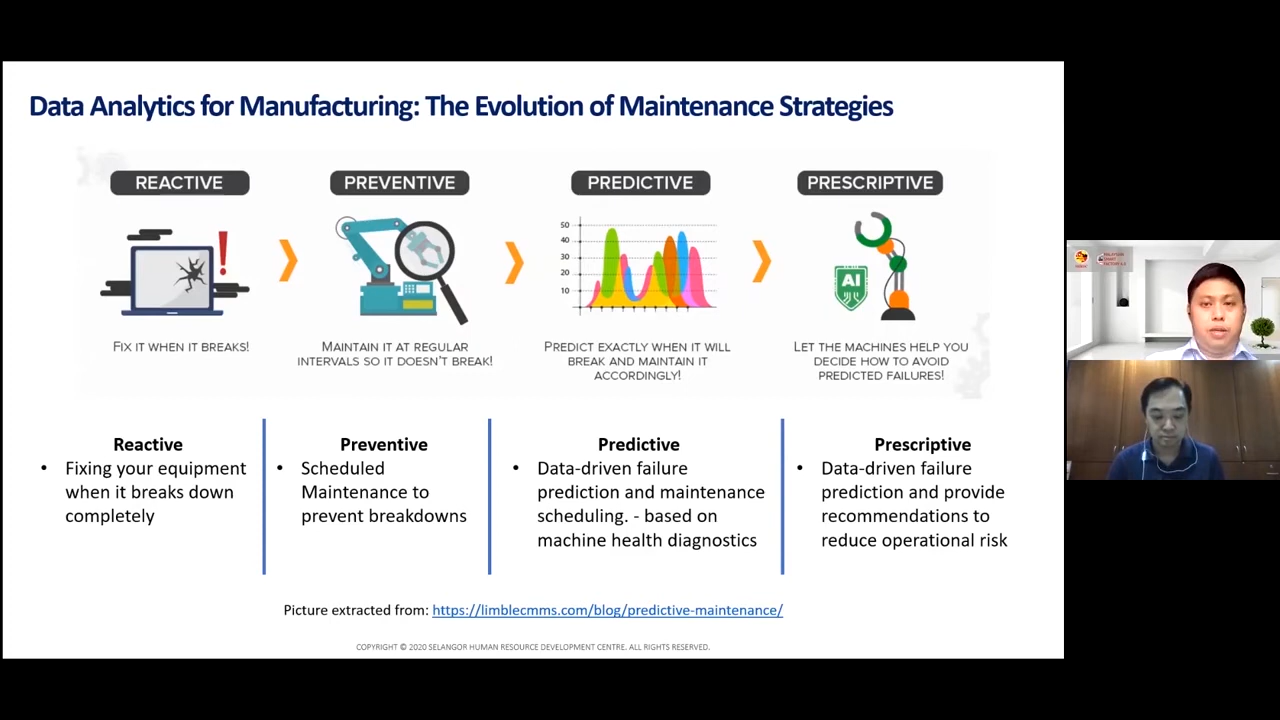 Data Analytics for Manufacturing: The Evolution of Maintenance Strategies
REACTIVE
PREVENTIVE
PREDICTIVE
PRESCRIPTIVE
50
40
30
20
10
AI
FIX IT WHEN IT BREAKS!
MAINTAIN IT AT REGULAR
INTERVALS SO IT DOESN'T BREAK!
PREDICT EXACTLY WHEN IT WILL
BREAK AND MAINTAIN IT
ACCORDINGLY!
LET THE MACHINES HELP YOU
DECIDE HOW TO AVOID
PREDICTED FAILURES!
Reactive
• Fixing your equipment
when it breaks down
completely
Preventive
• Scheduled
Maintenance to
prevent breakdowns
Predictive
• Data-driven failure
prediction and maintenance
scheduling. - based on
machine health diagnostics
Prescriptive
• Data-driven failure
prediction and provide
recommendations to
reduce operational risk
Picture extracted from: https://limblecmms.com/blog/predictive-maintenance/
COPYRIGHT © 2020 SELANGOR HUMAN RESOURCE DEVELOPMENT CENTRE. ALL RIGHTS RESERVED.